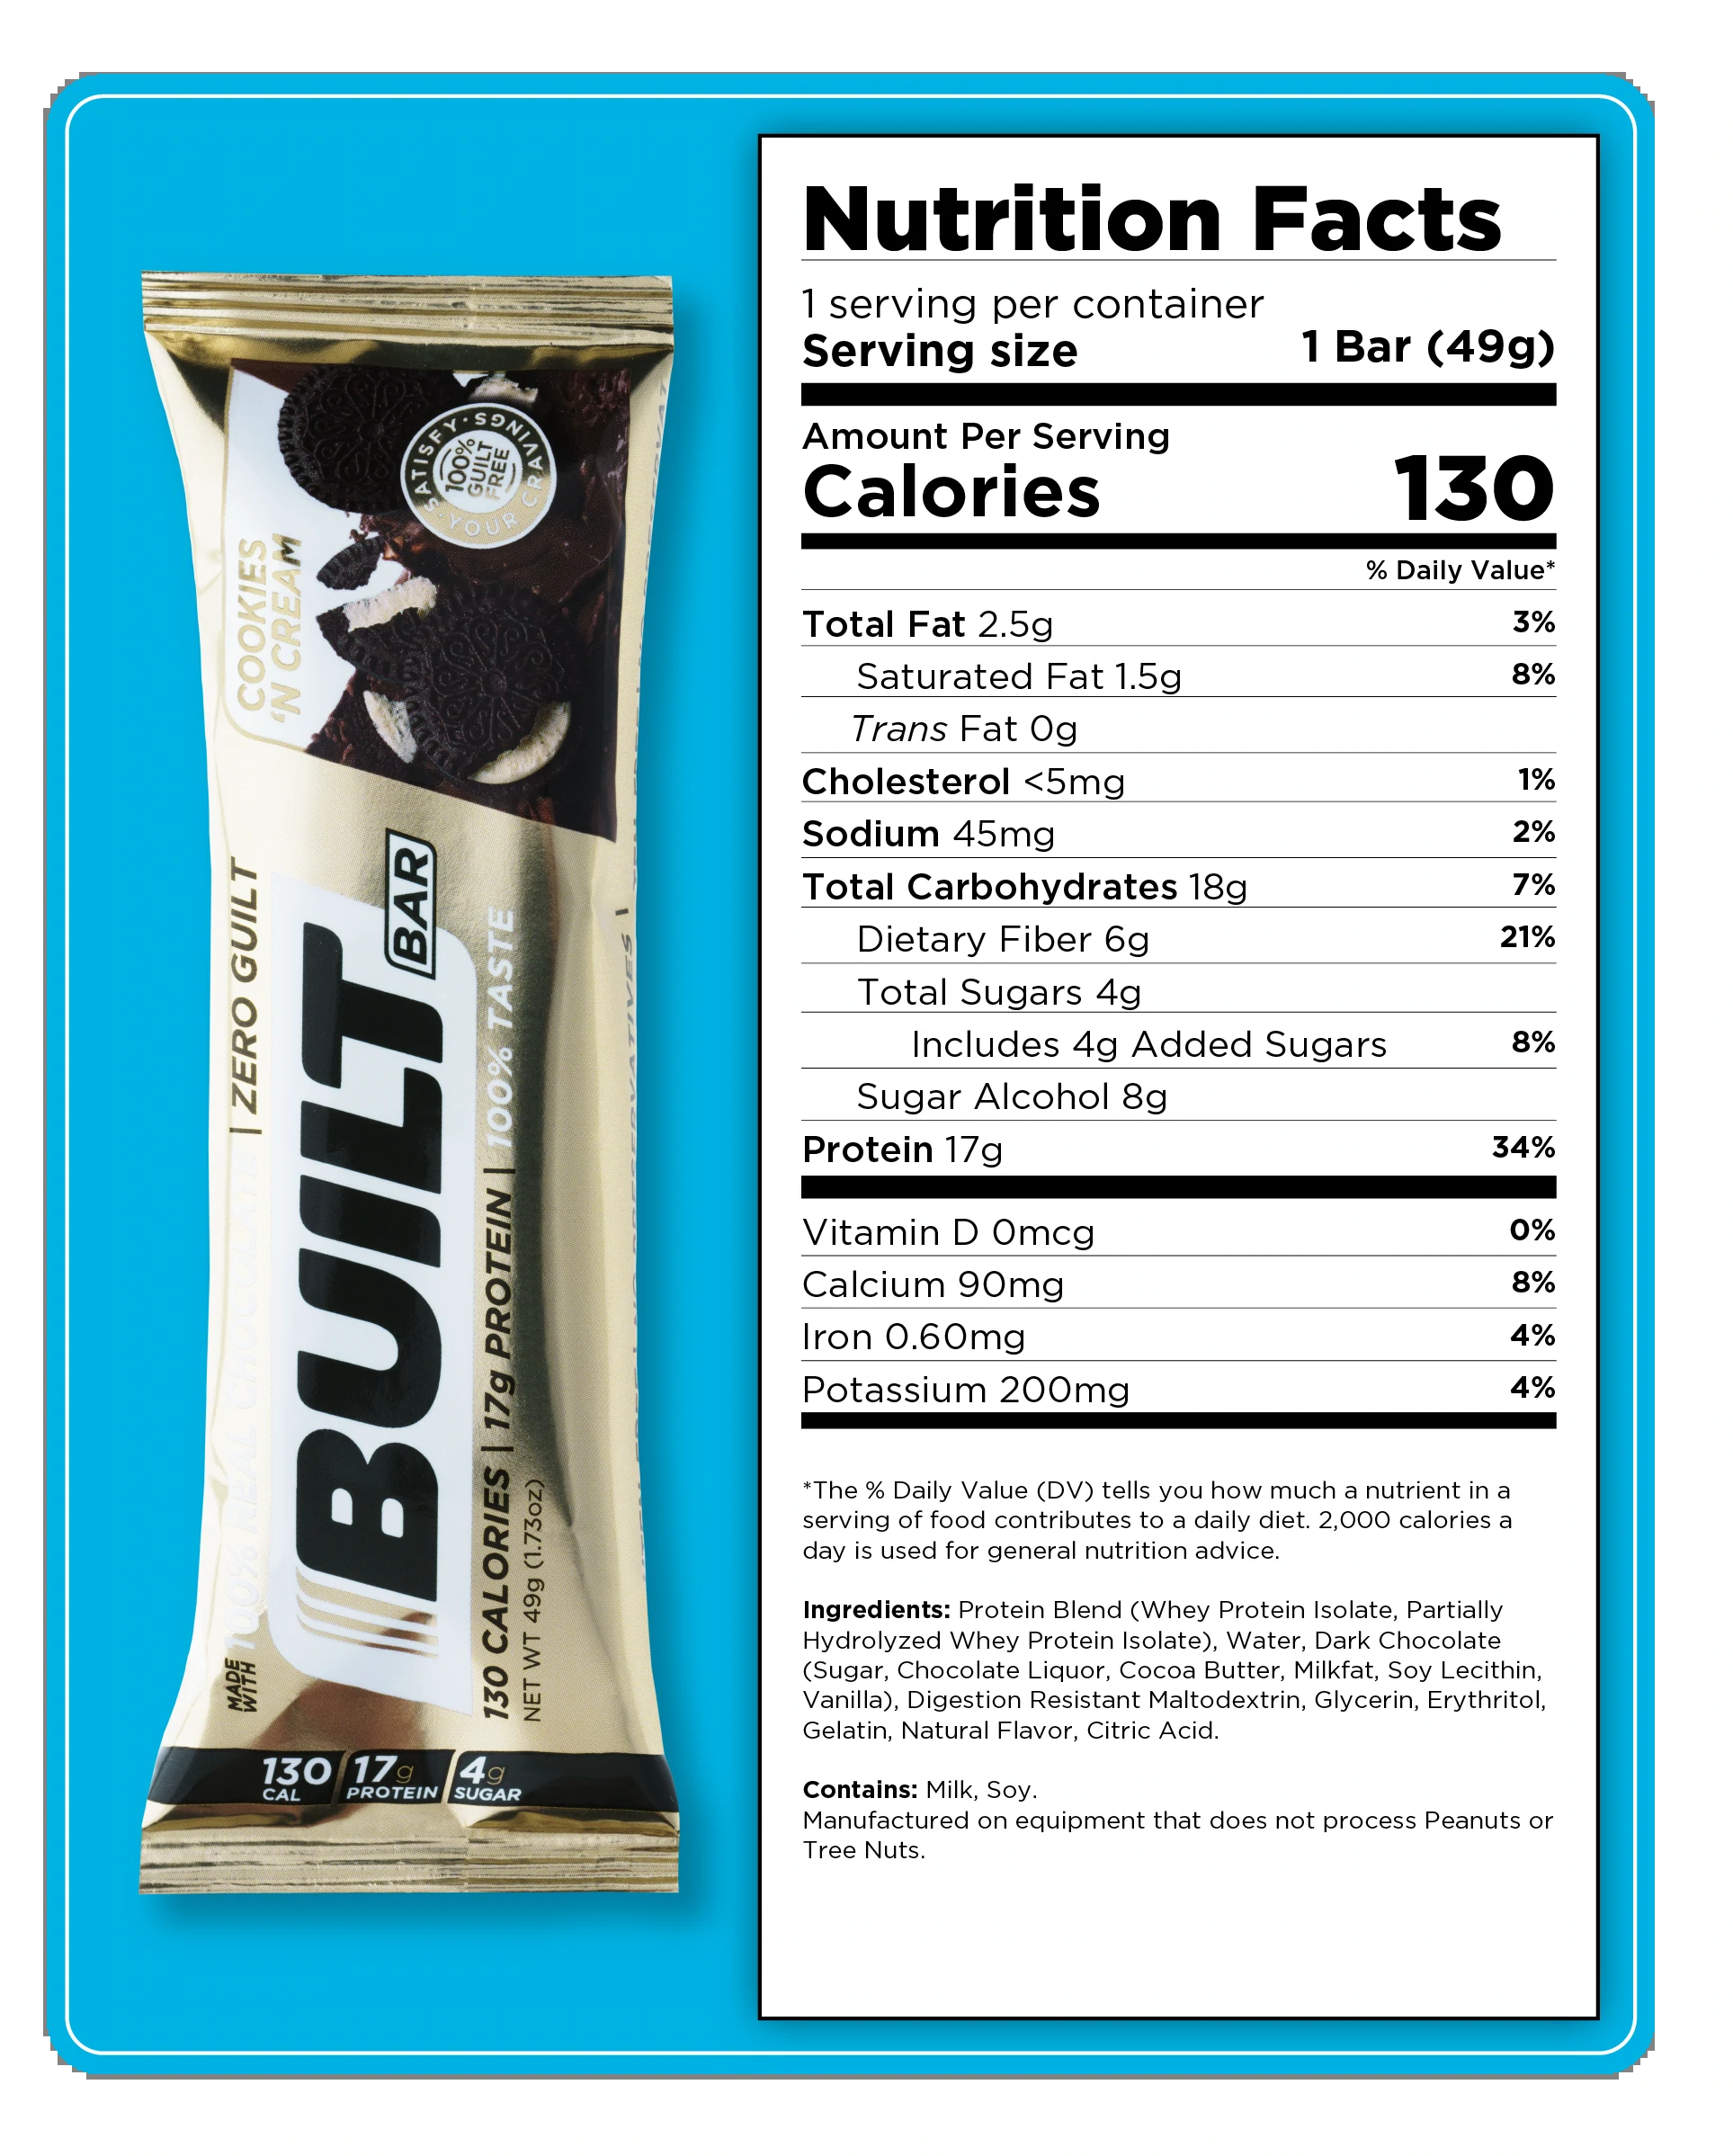 COOKIES
'N CREAM
SATISFY · YOUR CRAVINGS ·
100%
GUILT
FREE
MADE
WITH
100% REAL CHOCOLATE | ZERO GUILT
BUILT
BAR
130 CALORIES | 17g PROTEIN | 100% TASTE
NET WT 49g (1.73oz)
130
CAL
17g
PROTEIN
4g
SUGAR
Nutrition Facts
1 serving per container
Serving size 1 Bar (49g)
Amount Per Serving
Calories 130
% Daily Value*
Total Fat 2.5g 3%
Saturated Fat 1.5g 8%
Trans Fat 0g
Cholesterol <5mg 1%
Sodium 45mg 2%
Total Carbohydrates 18g 7%
Dietary Fiber 6g 21%
Total Sugars 4g
Includes 4g Added Sugars 8%
Sugar Alcohol 8g
Protein 17g 34%
Vitamin D 0mcg 0%
Calcium 90mg 8%
Iron 0.60mg 4%
Potassium 200mg 4%
*The % Daily Value (DV) tells you how much a nutrient in a
serving of food contributes to a daily diet. 2,000 calories a
day is used for general nutrition advice.
Ingredients: Protein Blend (Whey Protein Isolate, Partially
Hydrolyzed Whey Protein Isolate), Water, Dark Chocolate
(Sugar, Chocolate Liquor, Cocoa Butter, Milkfat, Soy Lecithin,
Vanilla), Digestion Resistant Maltodextrin, Glycerin, Erythritol,
Gelatin, Natural Flavor, Citric Acid.
Contains: Milk, Soy.
Manufactured on equipment that does not process Peanuts or
Tree Nuts.